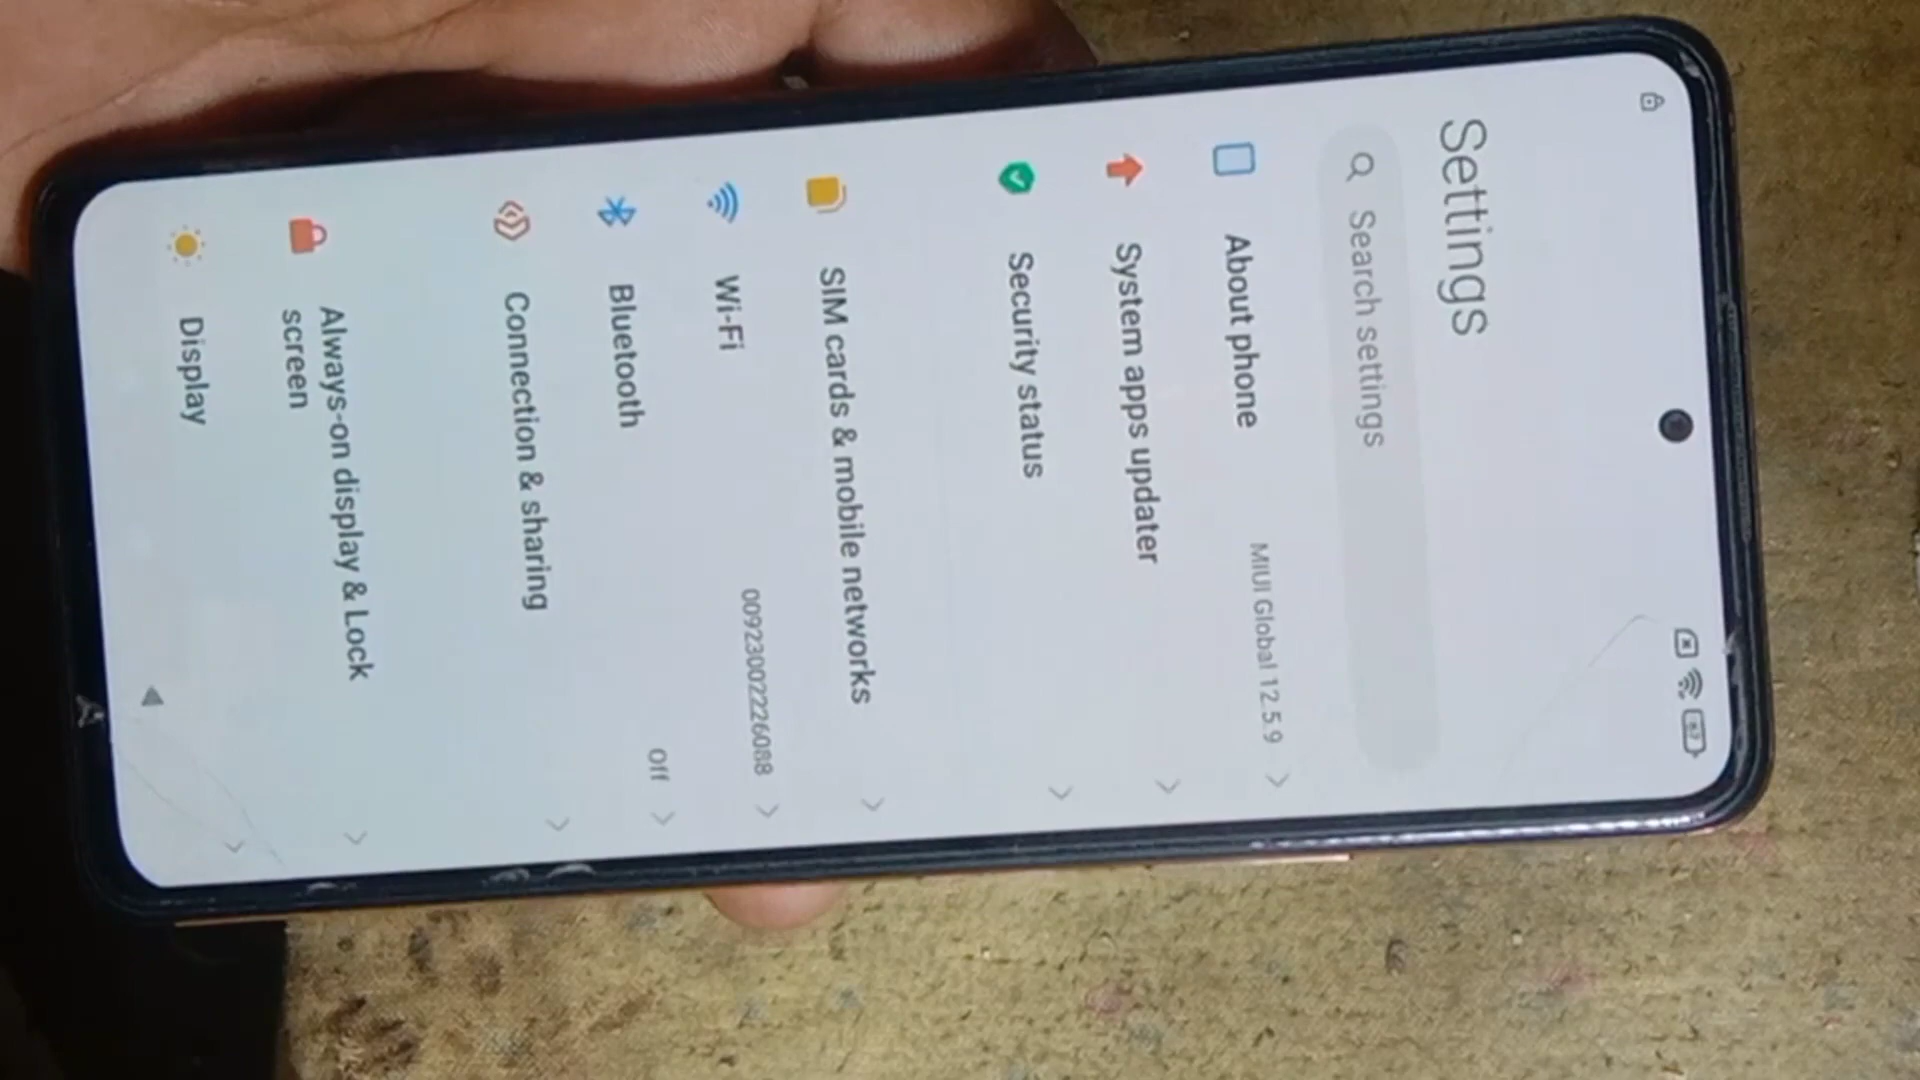 Settings
Search settings
About phone MIUI Global 12.5.9
System apps updater
Security status
SIM cards & mobile networks
Wi-Fi 00923002226088
Bluetooth Off
Connection & sharing
Always-on display & Lock
screen
Display